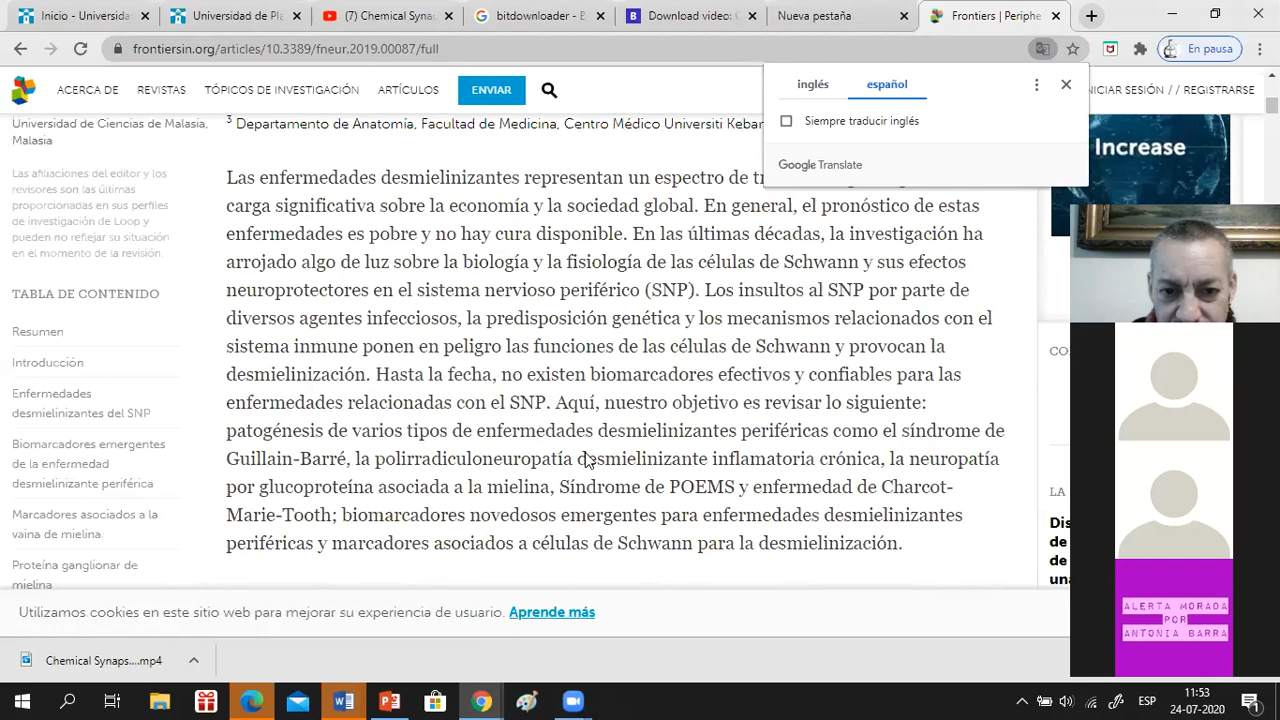 Inicio - Universidad
Universidad de Pla
(7) Chemical Synap
bitdownloader - B
Download video: C
Nueva pestaña
Frontiers | Periphe
frontiersin.org/articles/10.3389/fneur.2019.00087/full
En pausa
ACERCA DE
REVISTAS
TÓPICOS DE INVESTIGACIÓN
ARTÍCULOS
ENVIAR
INICIAR SESIÓN // REGISTRARSE
inglés
español
Siempre traducir inglés
Google Translate
Increase
Universidad de Ciencias de Malasia,
Malasia
Las afiliaciones del editor y los
revisores son las últimas
proporcionadas en sus perfiles
de investigación de Loop y
pueden no reflejar su situación
en el momento de la revisión.
TABLA DE CONTENIDO
Resumen
Introducción
Enfermedades
desmielinizantes del SNP
Biomarcadores emergentes
de la enfermedad
desmielinizante periférica
Marcadores asociados a la
vaina de mielina.
Proteína ganglionar de
mielina
3 Departamento de Anatomía, Facultad de Medicina, Centro Médico Universiti Kebar
Las enfermedades desmielinizantes representan un espectro de
carga significativa sobre la economía y la sociedad global. En general, el pronóstico de estas
enfermedades es pobre y no hay cura disponible. En las últimas décadas, la investigación ha
arrojado algo de luz sobre la biología y la fisiología de las células de Schwann y sus efectos
neuroprotectores en el sistema nervioso periférico (SNP). Los insultos al SNP por parte de
diversos agentes infecciosos, la predisposición genética y los mecanismos relacionados con el
sistema inmune ponen en peligro las funciones de las células de Schwann y provocan la
desmielinización. Hasta la fecha, no existen biomarcadores efectivos y confiables para las
enfermedades relacionadas con el SNP. Aquí, nuestro objetivo es revisar lo siguiente:
patogénesis de varios tipos de enfermedades desmielinizantes periféricas como el síndrome de
Guillain-Barré, la polirradiculoneuropatía desmielinizante inflamatoria crónica, la neuropatía
por glucoproteína asociada a la mielina, Síndrome de POEMS y enfermedad de Charcot-
Marie-Tooth; biomarcadores novedosos emergentes para enfermedades desmielinizantes
periféricas y marcadores asociados a células de Schwann para la desmielinización.
CO
LA
Dis
de
de
una
Utilizamos cookies en este sitio web para mejorar su experiencia de usuario. Aprende más
ALERTA MORADA
POR
ANTONIA BARRA
Chemical Synaps....mp4
ESP
11:53
24-07-2020